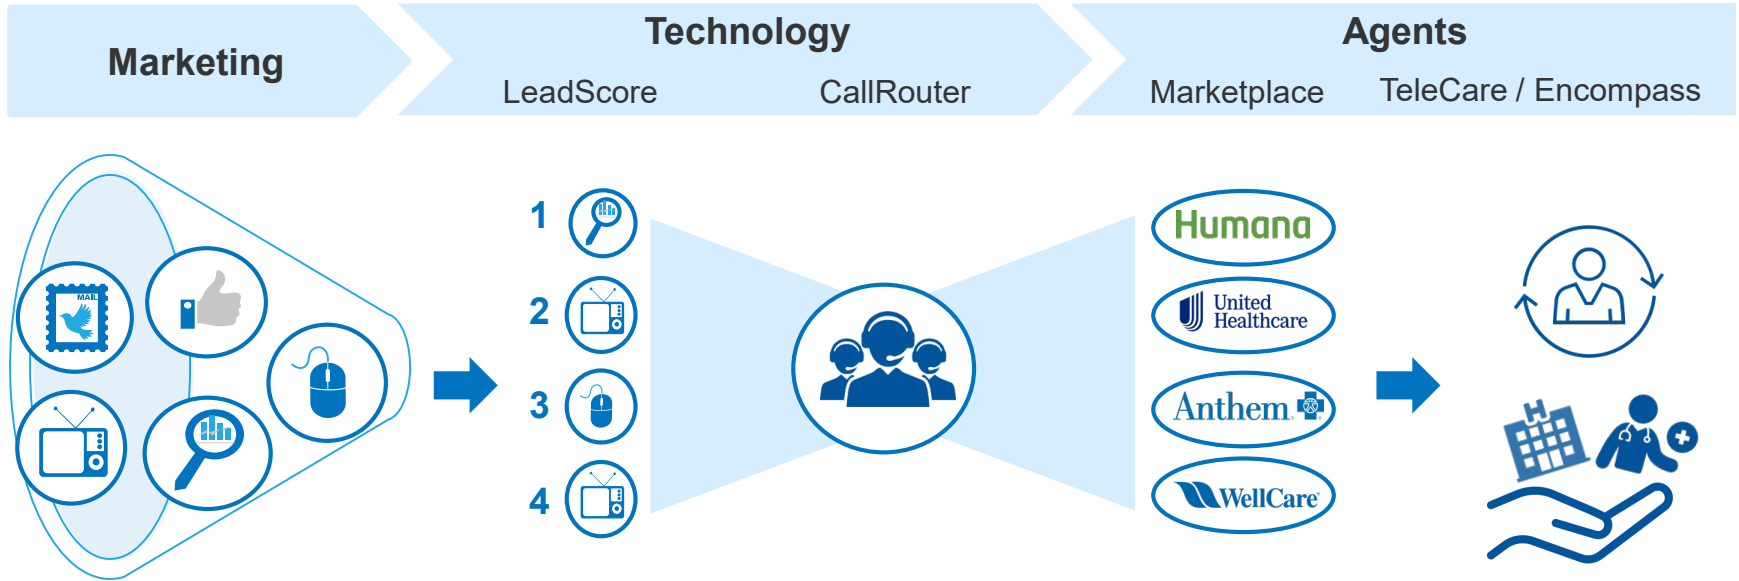 Marketing
Technology
LeadScore
CallRouter
Agents
Marketplace
TeleCare / Encompass
MAIL
1
2
3
4
Humana
United
Healthcare
Anthem
WellCare
H